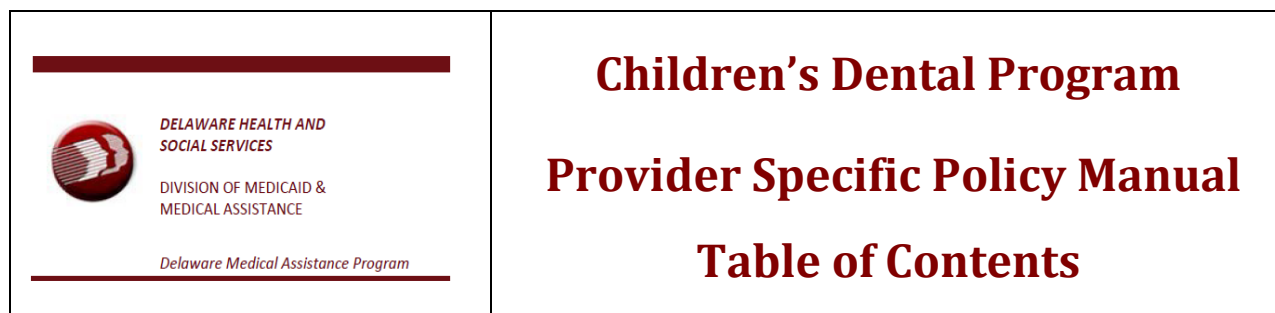 DELAWARE HEALTH AND
SOCIAL SERVICES
DIVISION OF MEDICAID &
MEDICAL ASSISTANCE
Delaware Medical Assistance Program
Children’s Dental Program
Provider Specific Policy Manual
Table of Contents